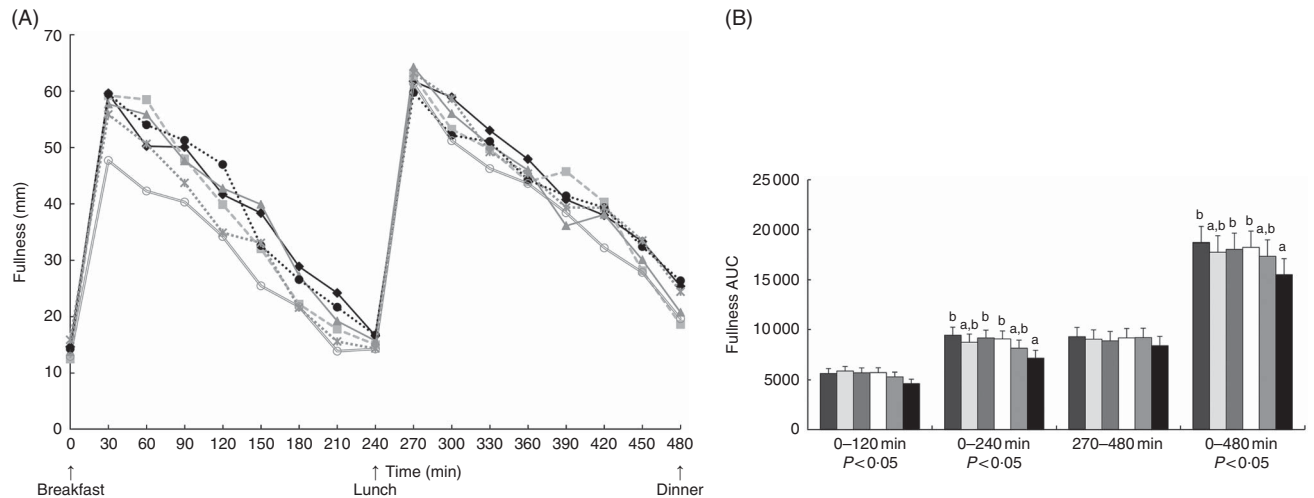 (A)
70
60
50
40
30
20
10
0
Fullness (mm)
0 30 60 90 120 150 180 210 240 270 300 330 360 390 420 450 480
↑ ↑ Time (min) ↑
Breakfast Lunch Dinner
(B)
25 000
20 000
15 000
10 000
5000
0
Fullness AUC
b a,b b b a,b a
b a,b b b a,b a
0–120 min 0–240 min 270–480 min 0–480 min
P < 0·05 P < 0·05 P < 0·05